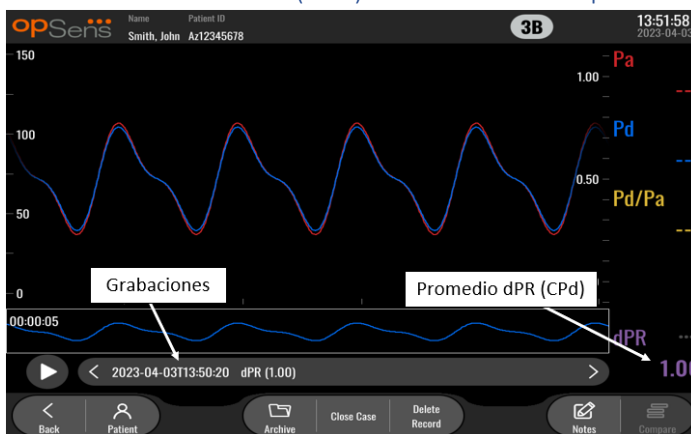 opSens
Name Patient ID
Smith, John Az12345678
3B
13:51:58
2023-04-03
150
100
50
0
1.00
0.50
Pa
--
Pd
--
Pd/Pa
--
Grabaciones
Promedio dPR (CPd)
00:00:05
dPR
1.00
2023-04-03T13:50:20 dPR (1.00)
Back
Patient
Archive
Close Case
Delete
Record
Notes
Compare